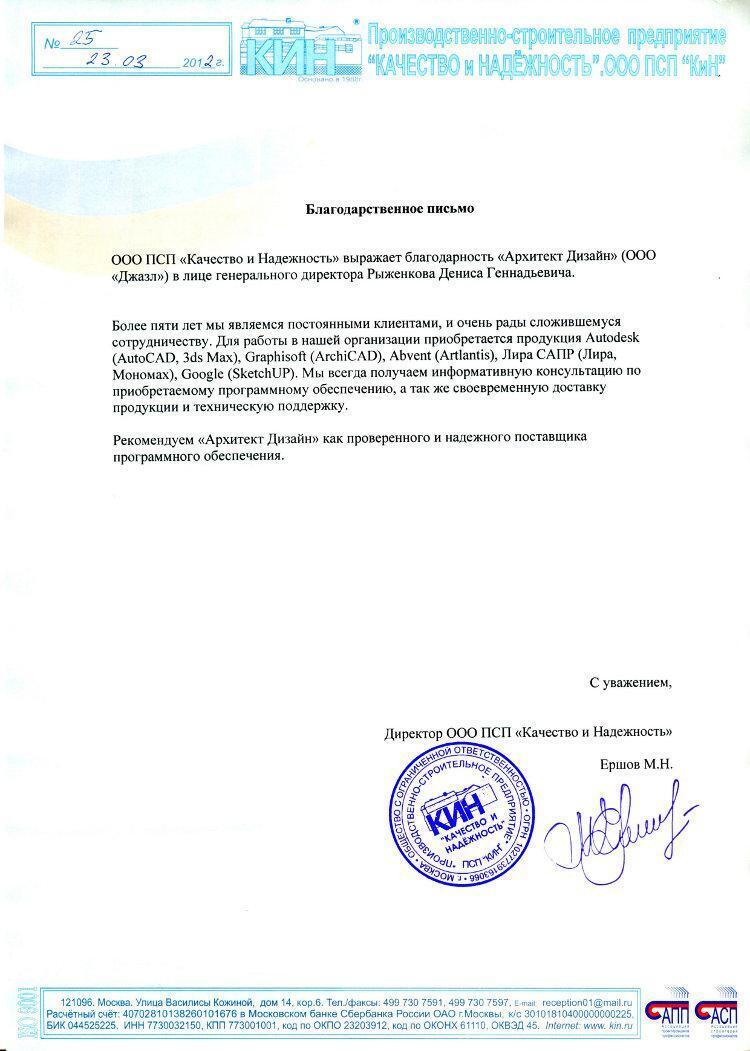 № 25
23.03 2012 г.
КИН
®
Основано в 1988г.
Производственно-строительное предприятие
“КАЧЕСТВО и НАДЁЖНОСТЬ”.ООО ПСП “КиН”
Благодарственное письмо
ООО ПСП «Качество и Надежность» выражает благодарность «Архитект Дизайн» (ООО
«Джазл») в лице генерального директора Рыженкова Дениса Геннадьевича.
Более пяти лет мы являемся постоянными клиентами, и очень рады сложившемуся
сотрудничеству. Для работы в нашей организации приобретается продукция Autodesk
(AutoCAD, 3ds Max), Graphisoft (ArchiCAD), Abvent (Artlantis), Лира САПР (Лира,
Мономах), Google (SketchUP). Мы всегда получаем информативную консультацию по
приобретаемому программному обеспечению, а так же своевременную доставку
продукции и техническую поддержку.
Рекомендуем «Архитект Дизайн» как проверенного и надежного поставщика
программного обеспечения.
С уважением,
Директор ООО ПСП «Качество и Надежность»
Ершов М.Н.
ОБЩЕСТВО С ОГРАНИЧЕННОЙ ОТВЕТСТВЕННОСТЬЮ • ОГРН 1027739163066 • г. МОСКВА •
ПРОИЗВОДСТВЕННО-СТРОИТЕЛЬНОЕ ПРЕДПРИЯТИЕ • ПСП "КИН" •
КИН
"КАЧЕСТВО И
НАДЁЖНОСТЬ"
ISO 9001
121096. Москва. Улица Василисы Кожиной, дом 14, кор.6. Тел./факсы: 499 730 7591, 499 730 7597, E-mail: reception01@mail.ru
Расчётный счёт: 40702810138260101676 в Московском банке Сбербанка России ОАО г.Москвы, к/с 30101810400000000225.
БИК 044525225. ИНН 7730032150, КПП 773001001, код по ОКПО 23203912, код по ОКОНХ 61110, ОКВЭД 45. Internet: www. kin.ru
САПП
САСП